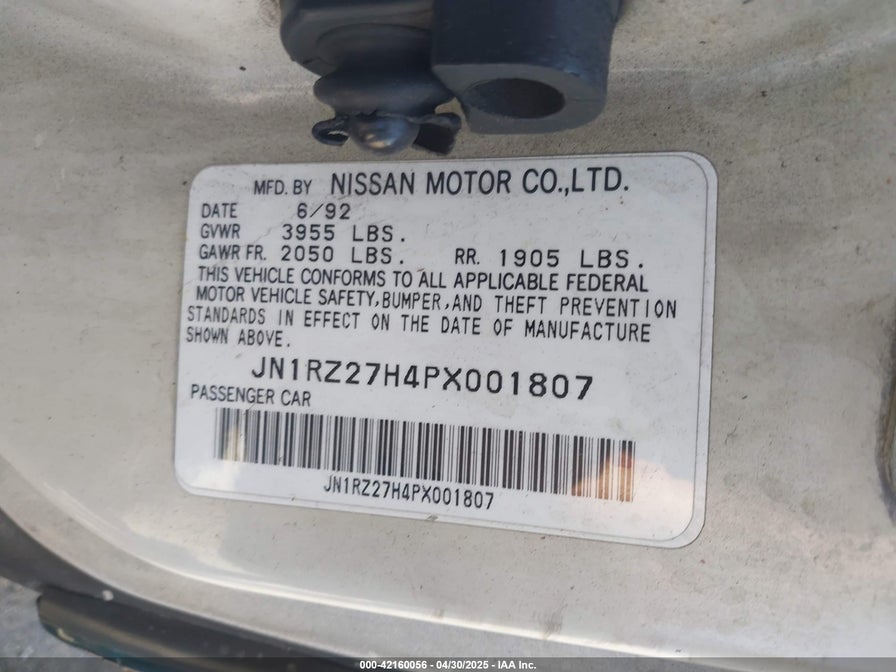 MFD. BY NISSAN MOTOR CO.,LTD.
DATE 6/92
GVWR 3955 LBS.
GAWR FR. 2050 LBS. RR. 1905 LBS.
THIS VEHICLE CONFORMS TO ALL APPLICABLE FEDERAL
MOTOR VEHICLE SAFETY,BUMPER,AND THEFT PREVENTION
STANDARDS IN EFFECT ON THE DATE OF MANUFACTURE
SHOWN ABOVE.
JN1RZ27H4PX001807
PASSENGER CAR
JN1RZ27H4PX001807
000-42160056 - 04/30/2025 - IAA Inc.